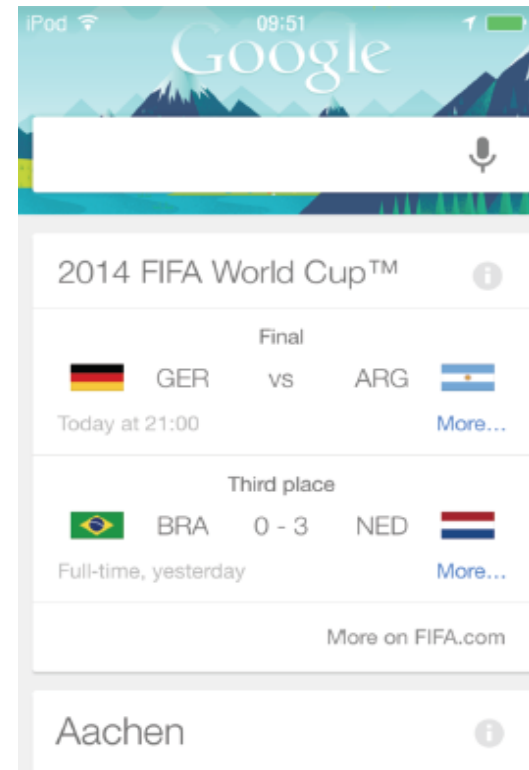 iPod 09:51
Google
2014 FIFA World Cup™
Final
GER vs ARG
Today at 21:00 More...
Third place
BRA 0 - 3 NED
Full-time, yesterday More...
More on FIFA.com
Aachen